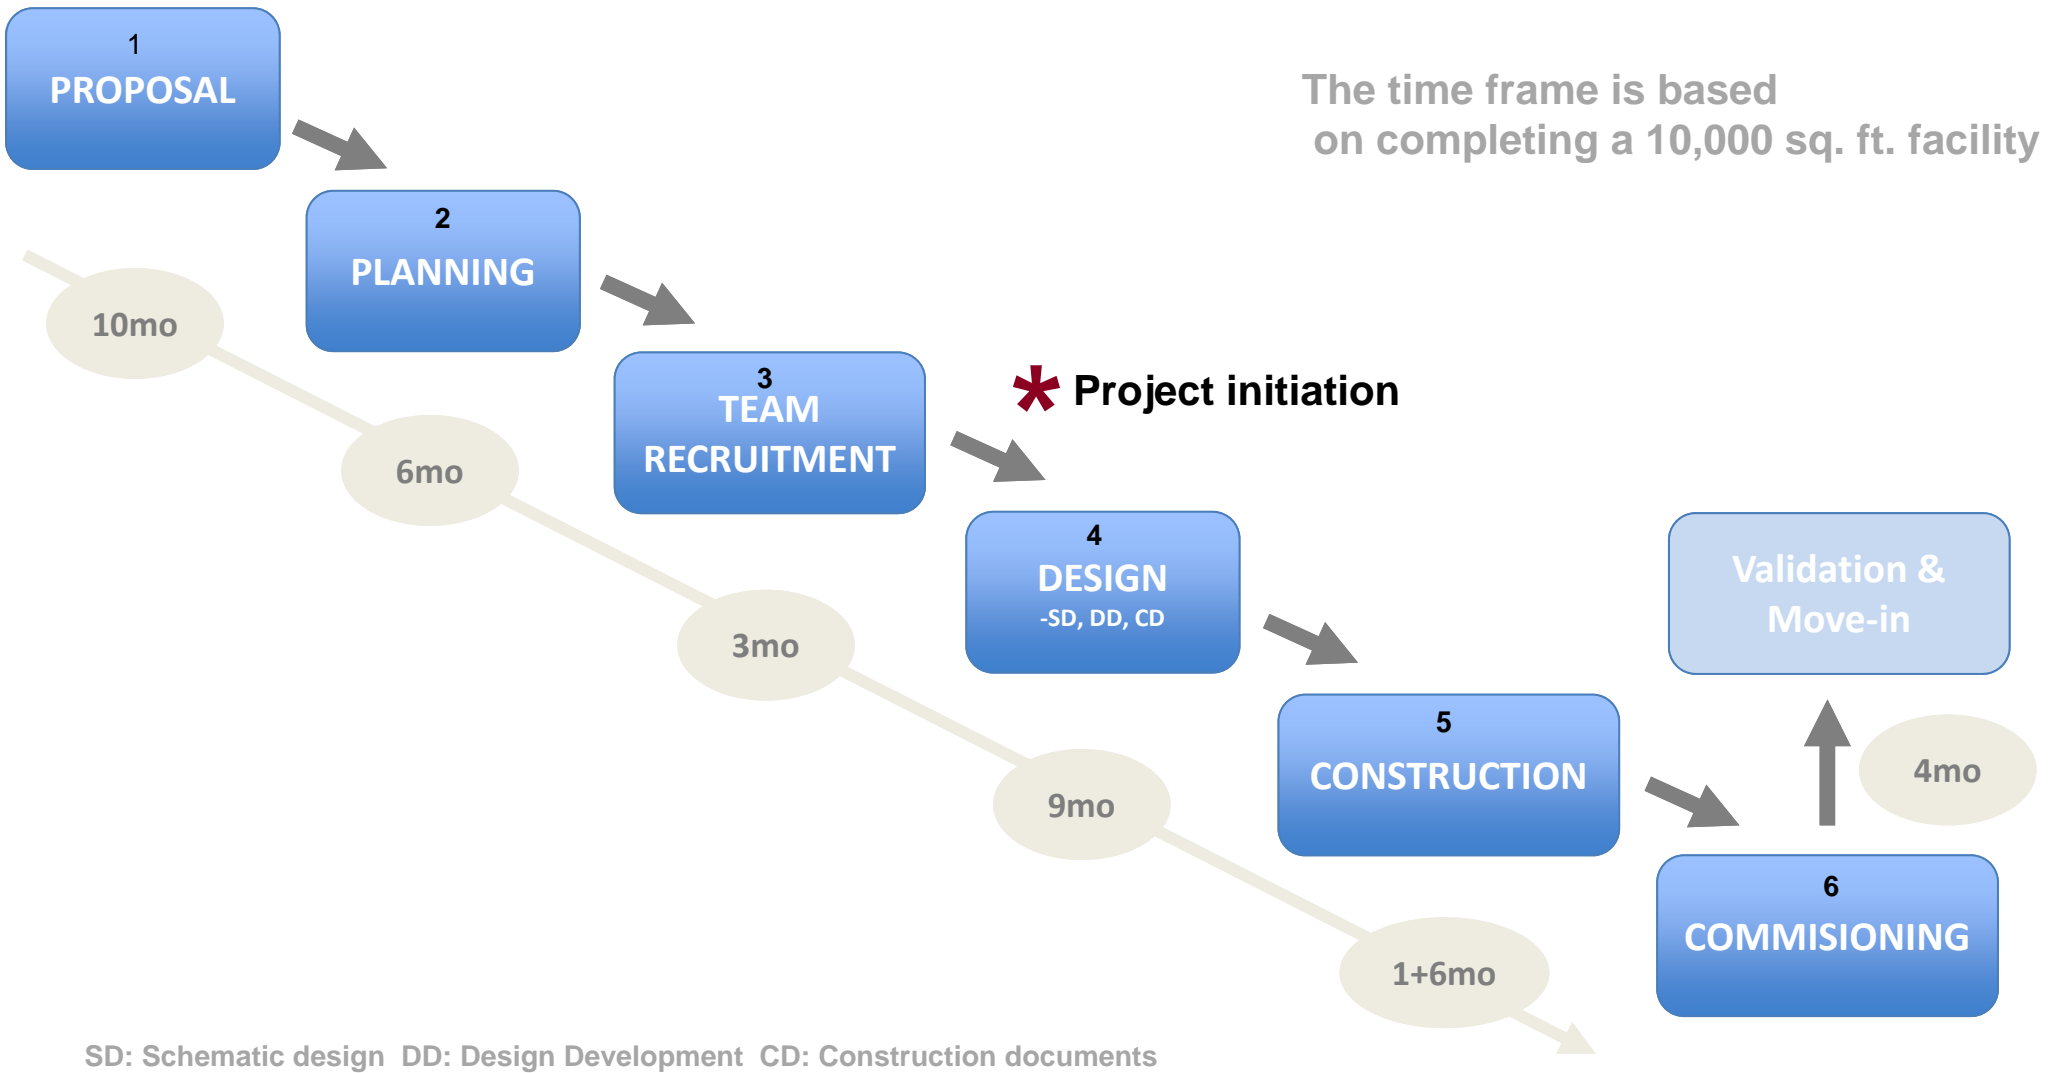 1
PROPOSAL
The time frame is based
on completing a 10,000 sq. ft. facility
2
PLANNING
10mo
3
TEAM
RECRUITMENT
* Project initiation
6mo
4
DESIGN
-SD, DD, CD
Validation &
Move-in
3mo
5
CONSTRUCTION
4mo
9mo
6
COMMISIONING
1+6mo
SD: Schematic design  DD: Design Development  CD: Construction documents